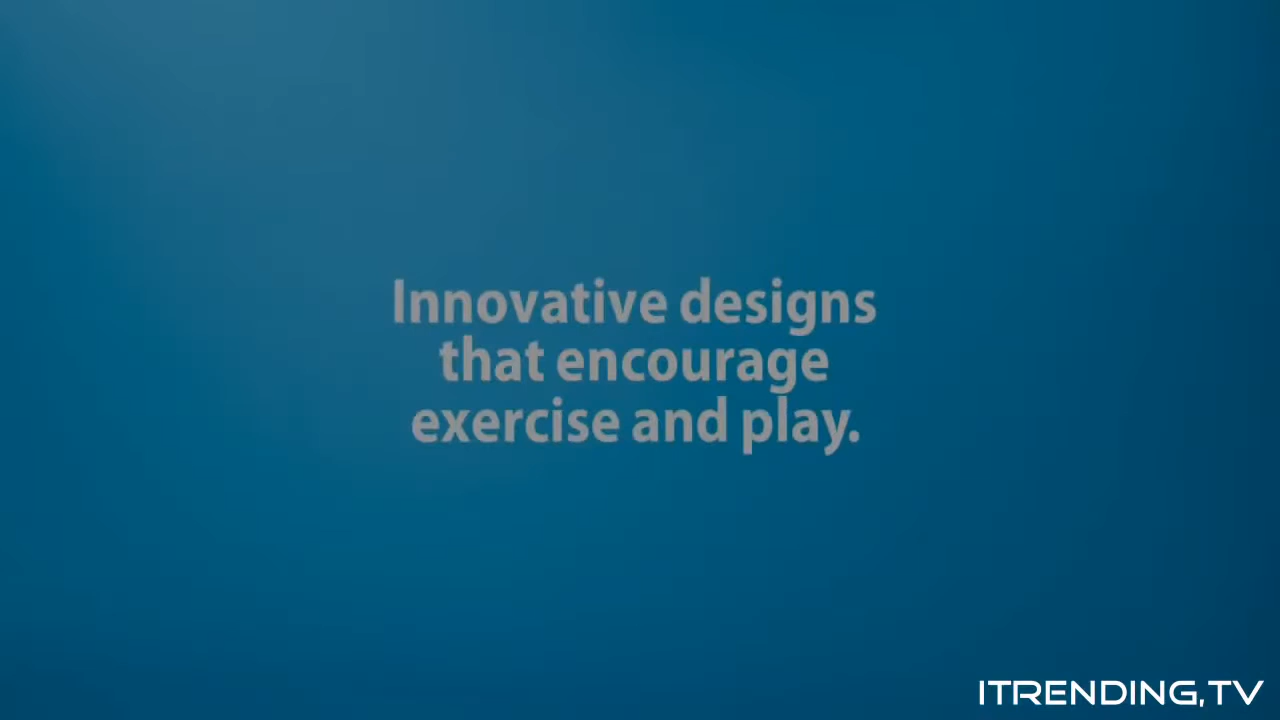 Innovative designs
that encourage
exercise and play.
ITRENDING,TV